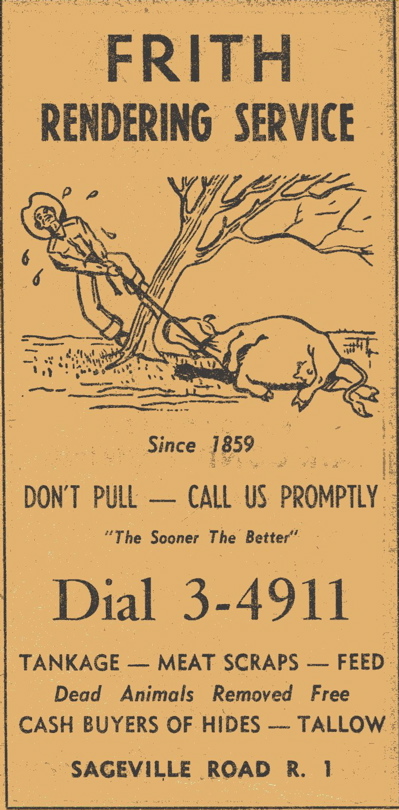 FRITH
RENDERING SERVICE
Since 1859
DON'T PULL — CALL US PROMPTLY
"The Sooner The Better"
Dial 3-4911
TANKAGE — MEAT SCRAPS — FEED
Dead Animals Removed Free
CASH BUYERS OF HIDES — TALLOW
SAGEVILLE ROAD R. 1